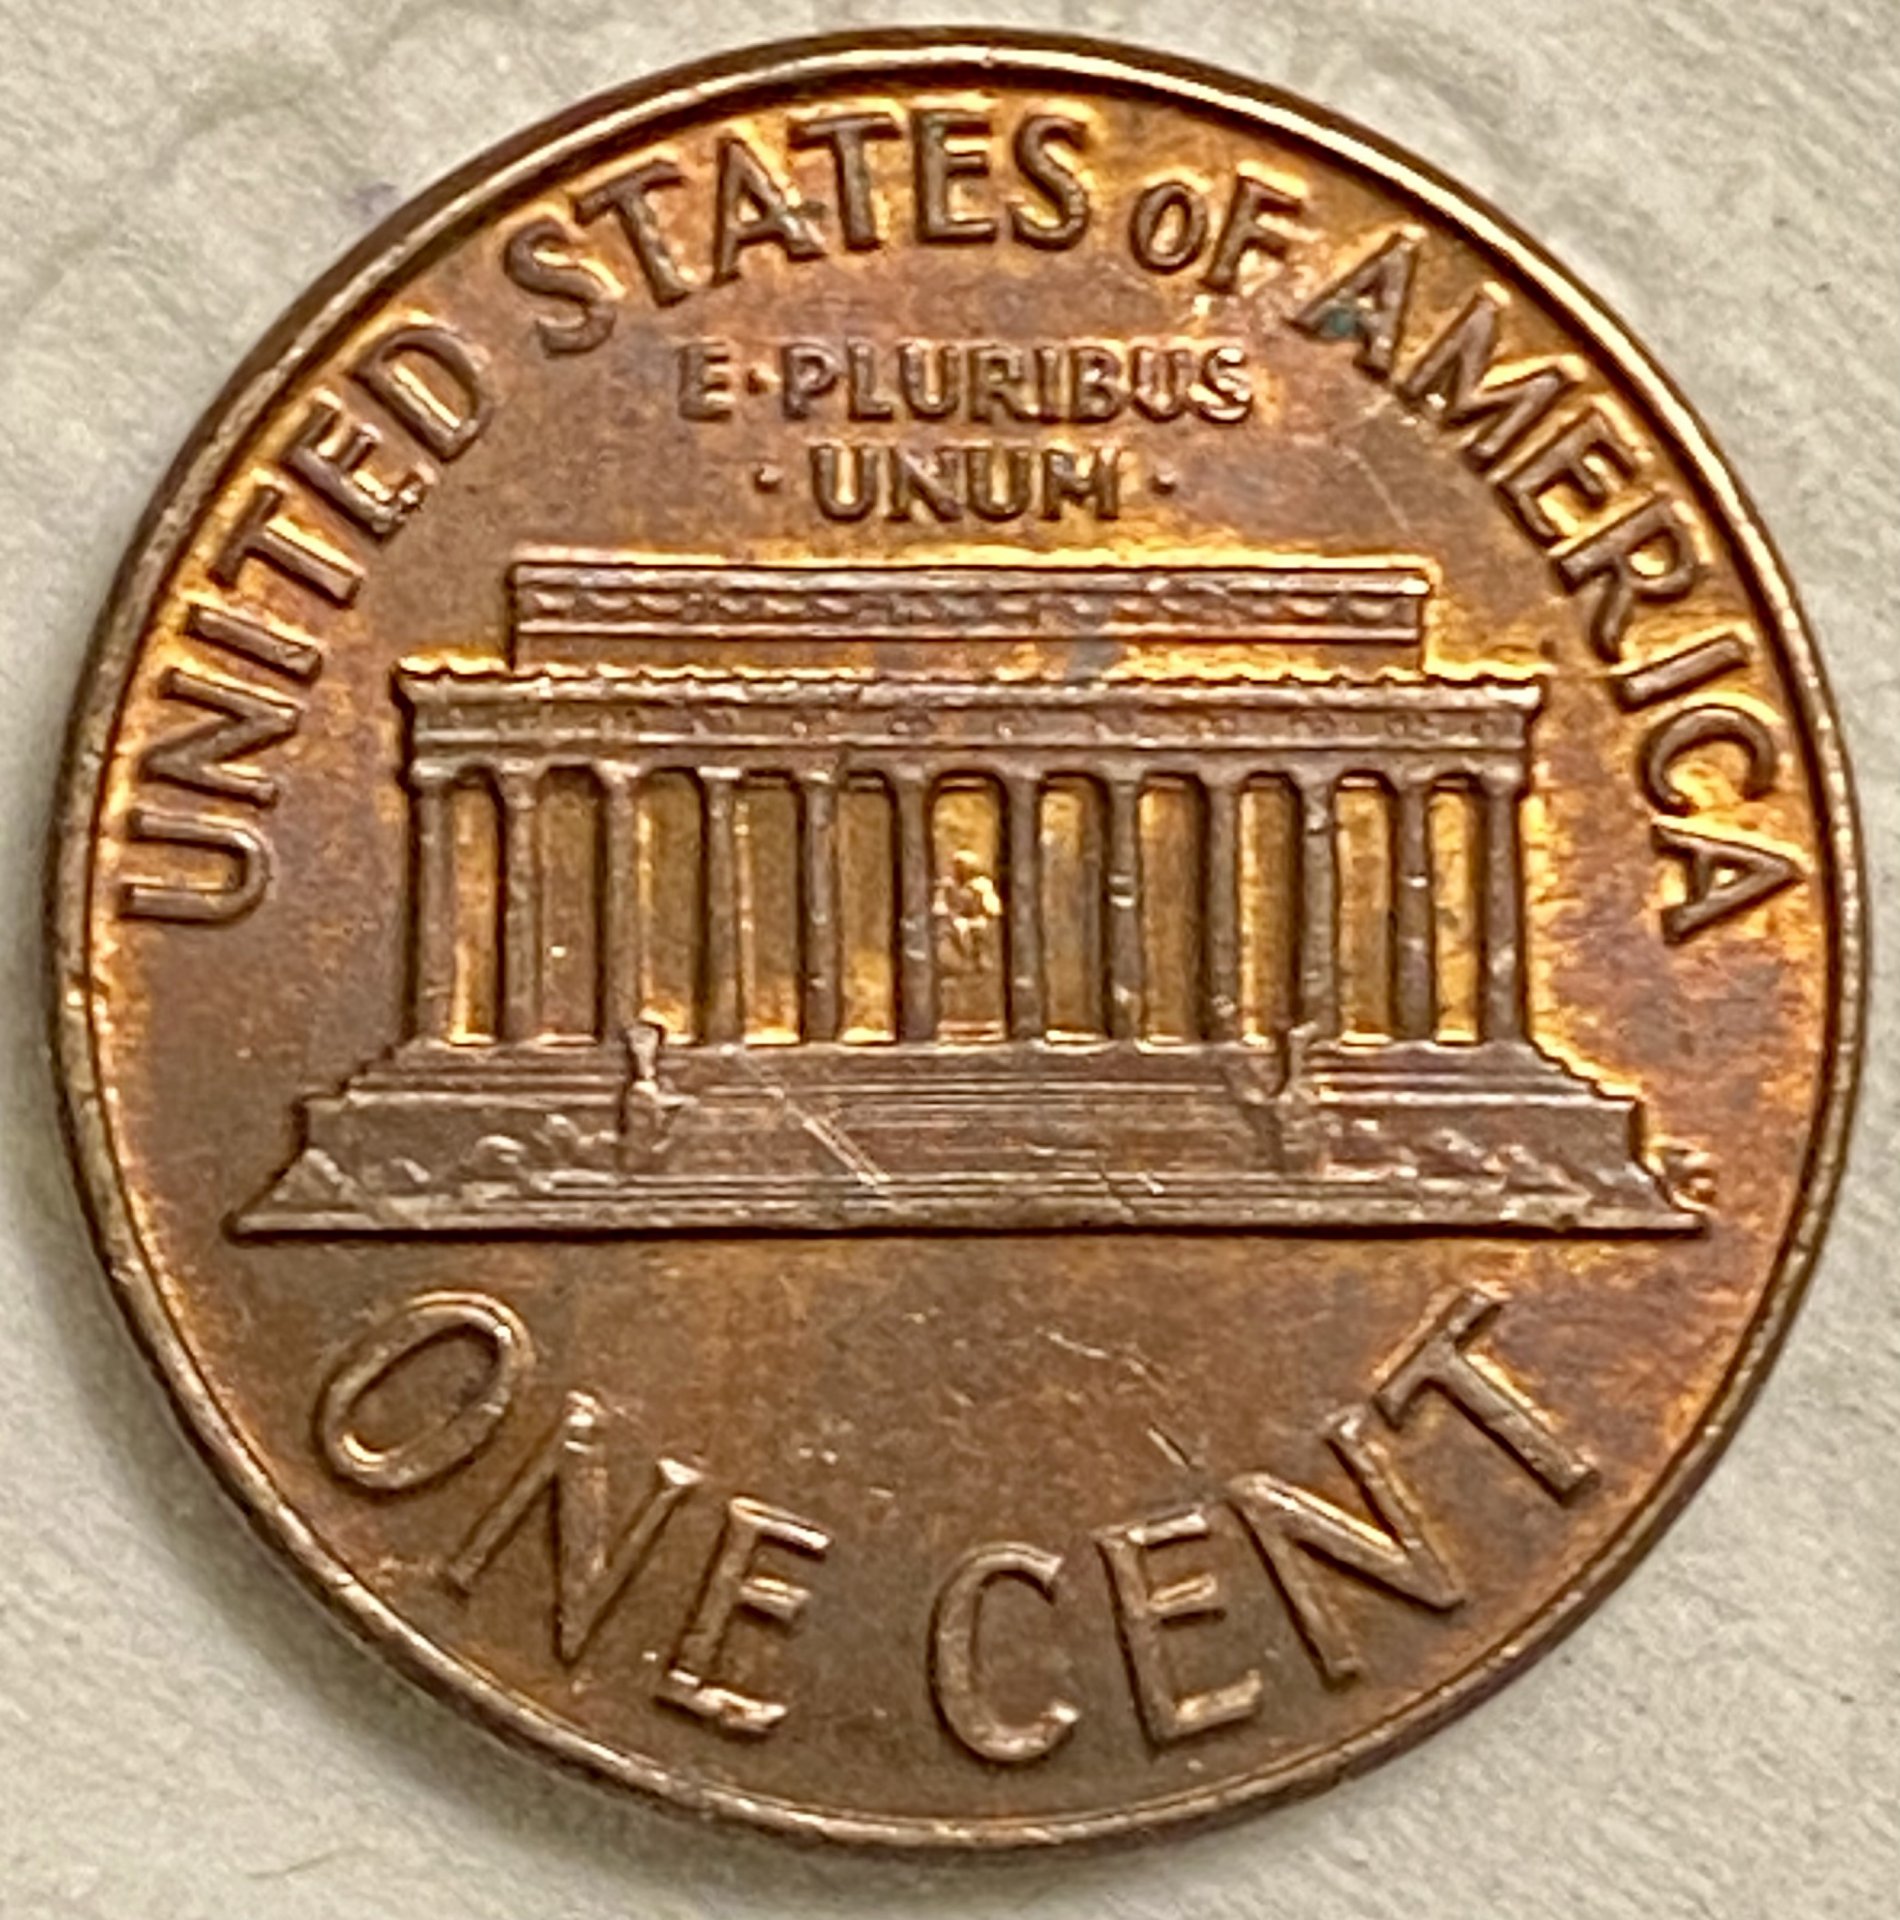 UNITED STATES OF AMERICA
E·PLURIBUS
·UNUM·
ONE CENT